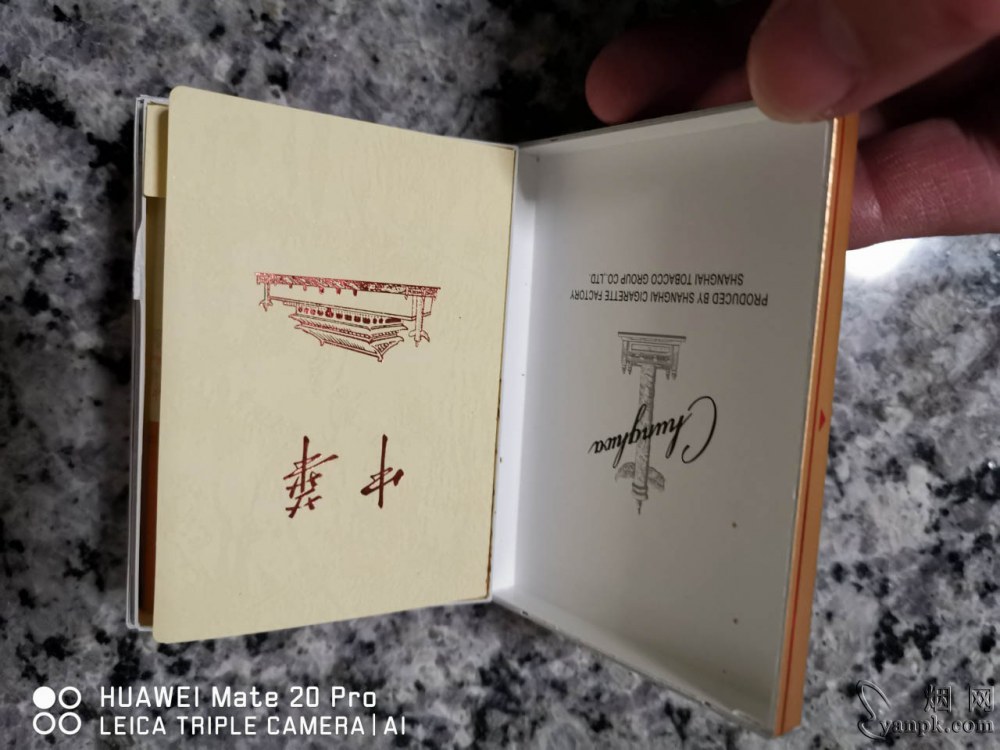 中華
Chunghwa
PRODUCED BY SHANGHAI CIGARETTE FACTORY
SHANGHAI TOBACCO GROUP CO.,LTD.
HUAWEI Mate 20 Pro
LEICA TRIPLE CAMERA | AI
烟网
yanpk.com